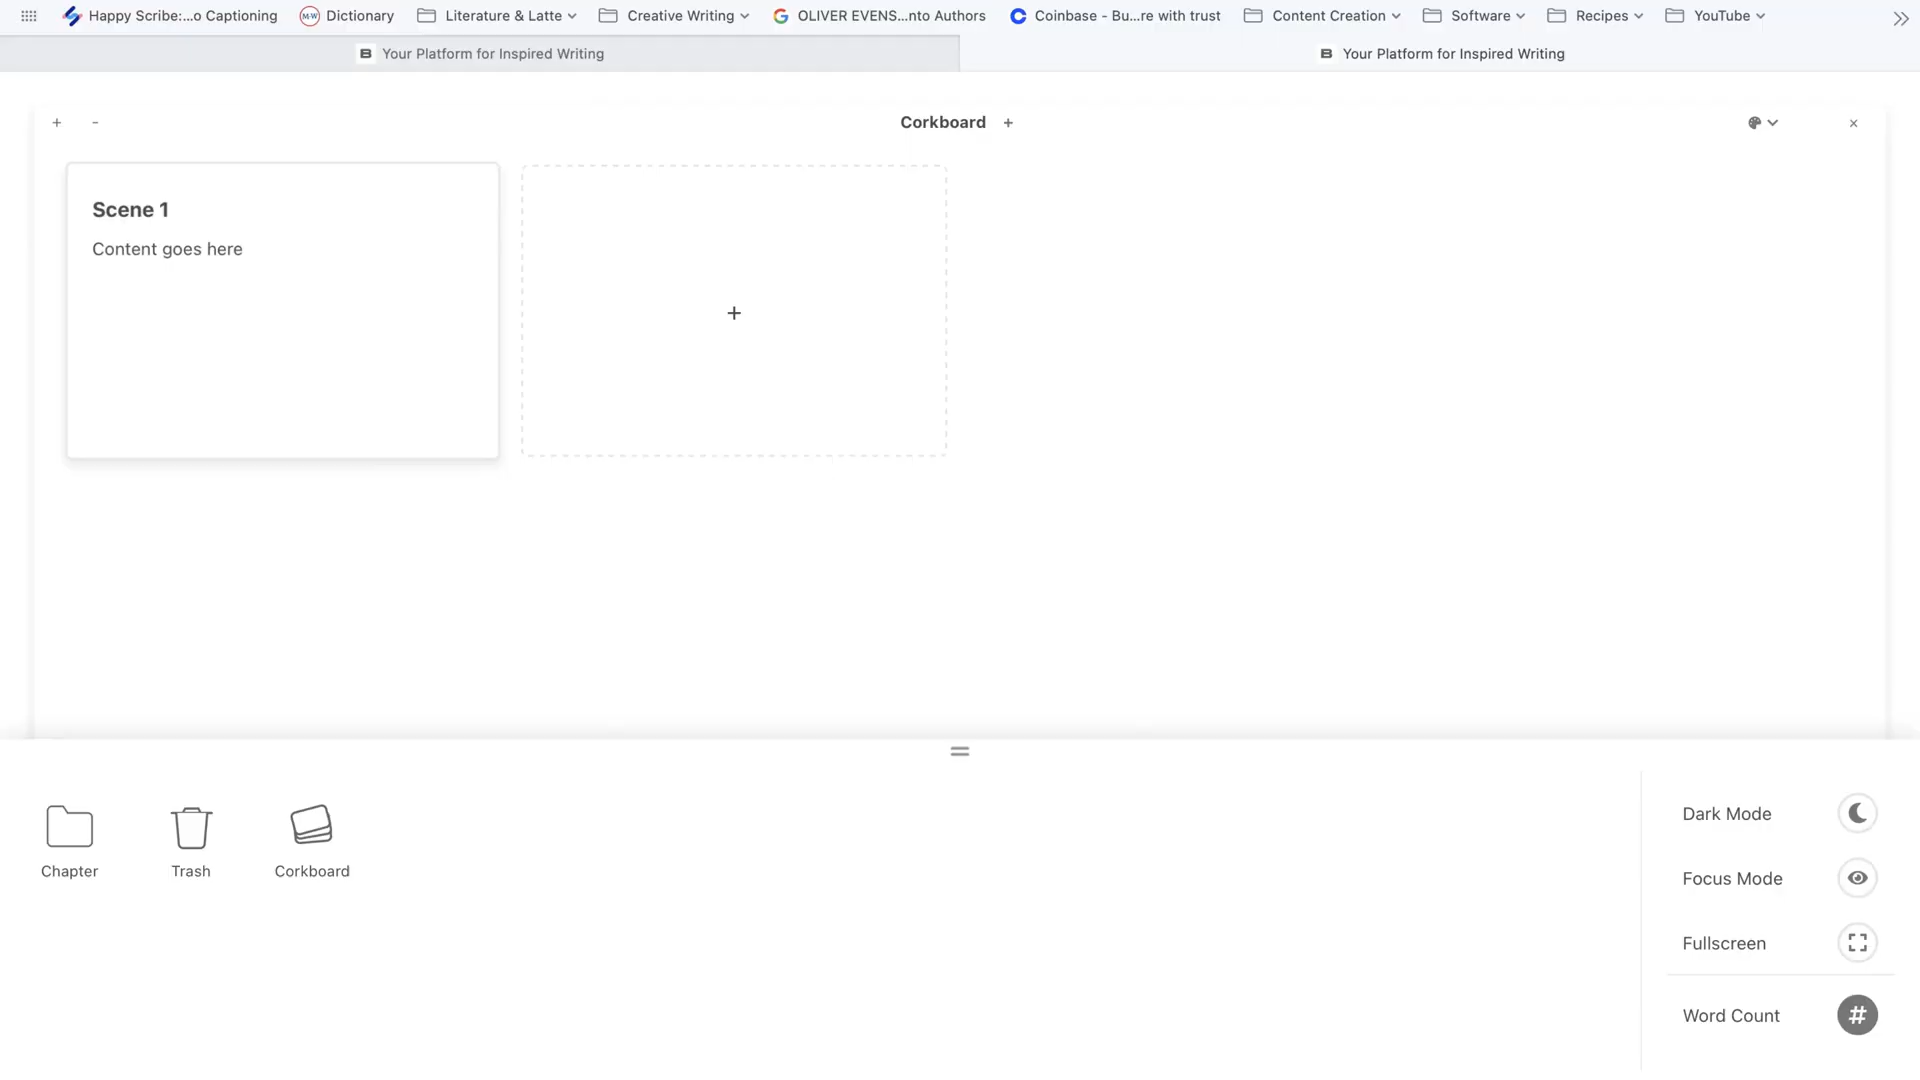 Happy Scribe:...o Captioning Dictionary Literature & Latte Creative Writing OLIVER EVENS...nto Authors Coinbase - Bu...re with trust Content Creation Software Recipes YouTube
Your Platform for Inspired Writing Your Platform for Inspired Writing
+ - Corkboard + ×
Scene 1
Content goes here
+
Chapter Trash Corkboard
Dark Mode
Focus Mode
Fullscreen
Word Count #